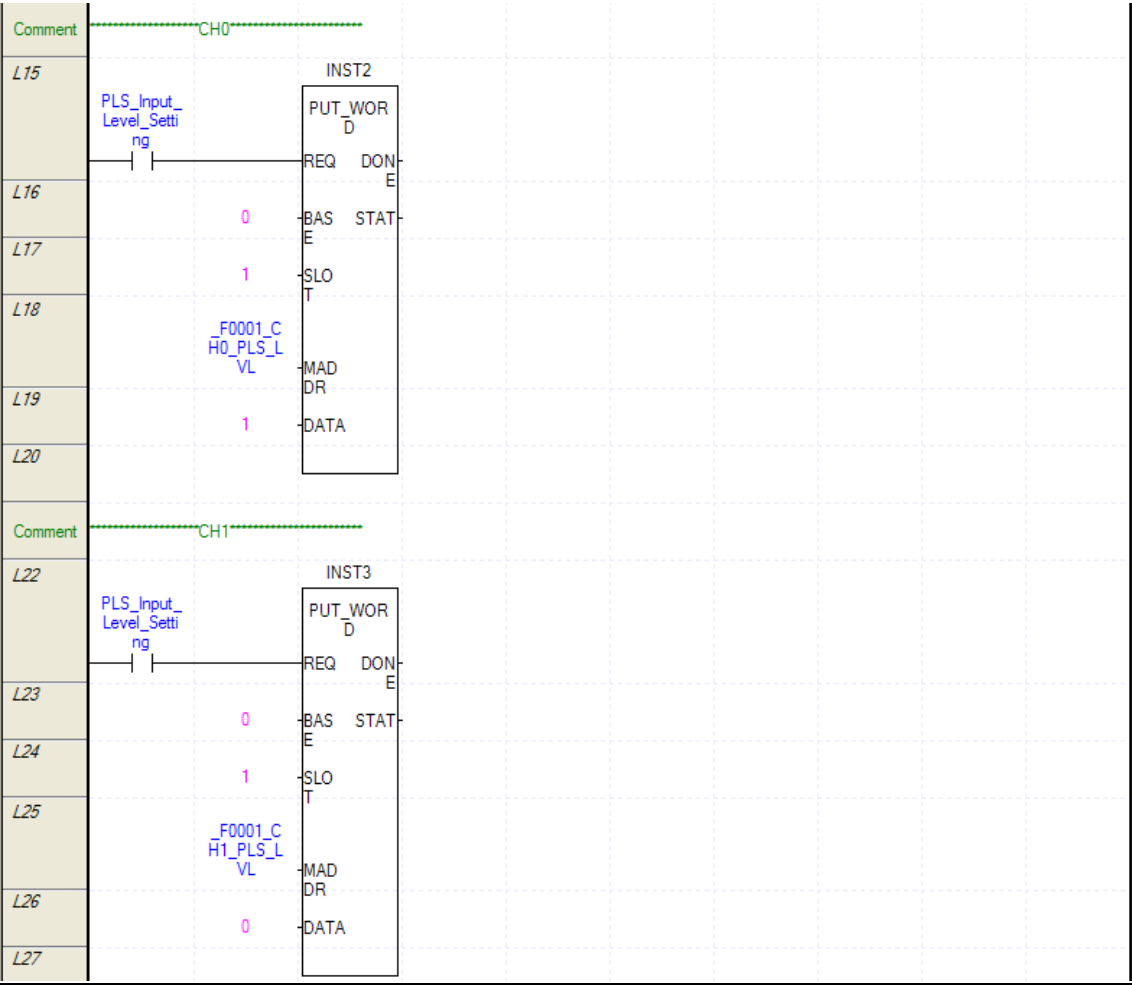 Comment ********************CH0************************
L15
INST2
PLS_Input_
Level_Setti
ng
PUT_WOR
D
REQ DON
E
L16
0 BAS STAT
E
L17
1 SLO
T
L18
_F0001_C
H0_PLS_L
VL
MAD
DR
L19
1 DATA
L20
Comment ********************CH1************************
L22
INST3
PLS_Input_
Level_Setti
ng
PUT_WOR
D
REQ DON
E
L23
0 BAS STAT
E
L24
1 SLO
T
L25
_F0001_C
H1_PLS_L
VL
MAD
DR
L26
0 DATA
L27